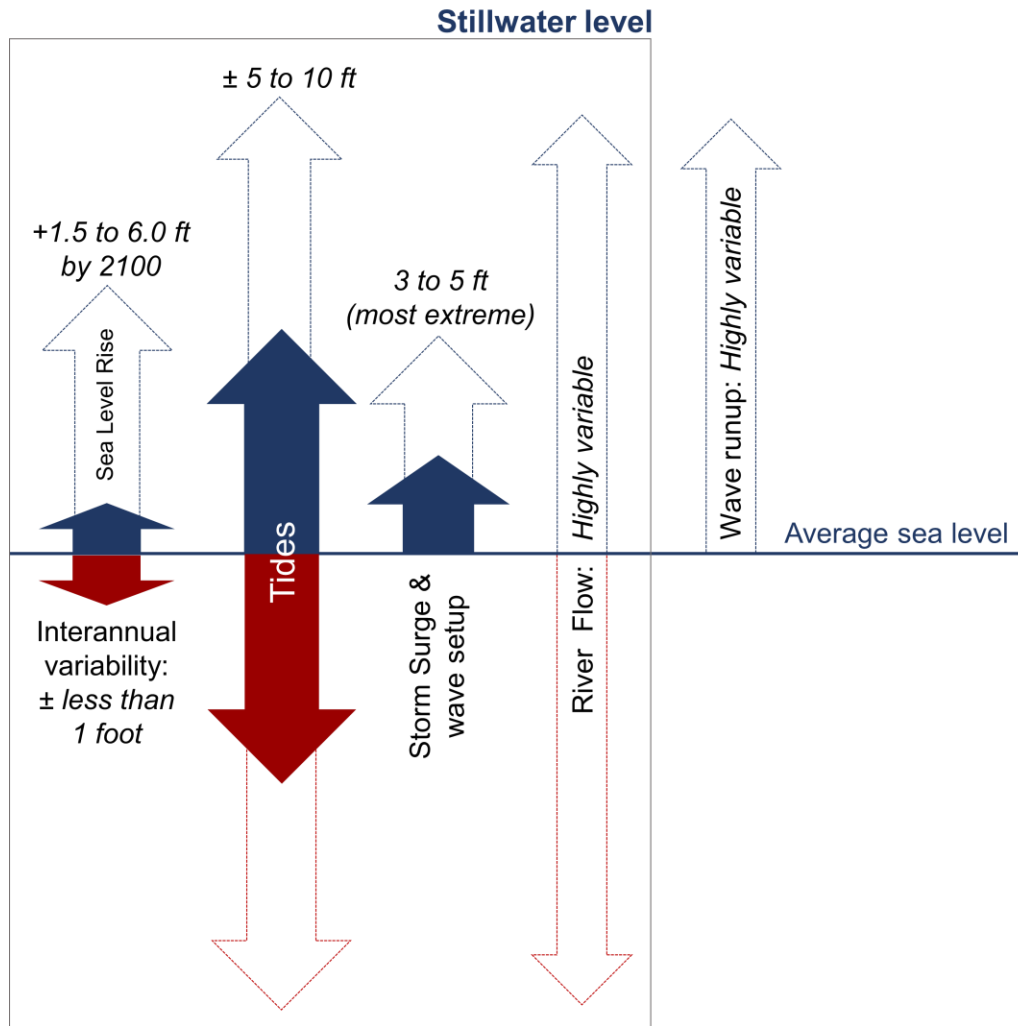 Stillwater level
± 5 to 10 ft
+1.5 to 6.0 ft
by 2100
3 to 5 ft
(most extreme)
Sea Level Rise
Tides
River Flow: Highly variable
Wave runup: Highly variable
Average sea level
Interannual
variability:
± less than
1 foot
Storm Surge &
wave setup